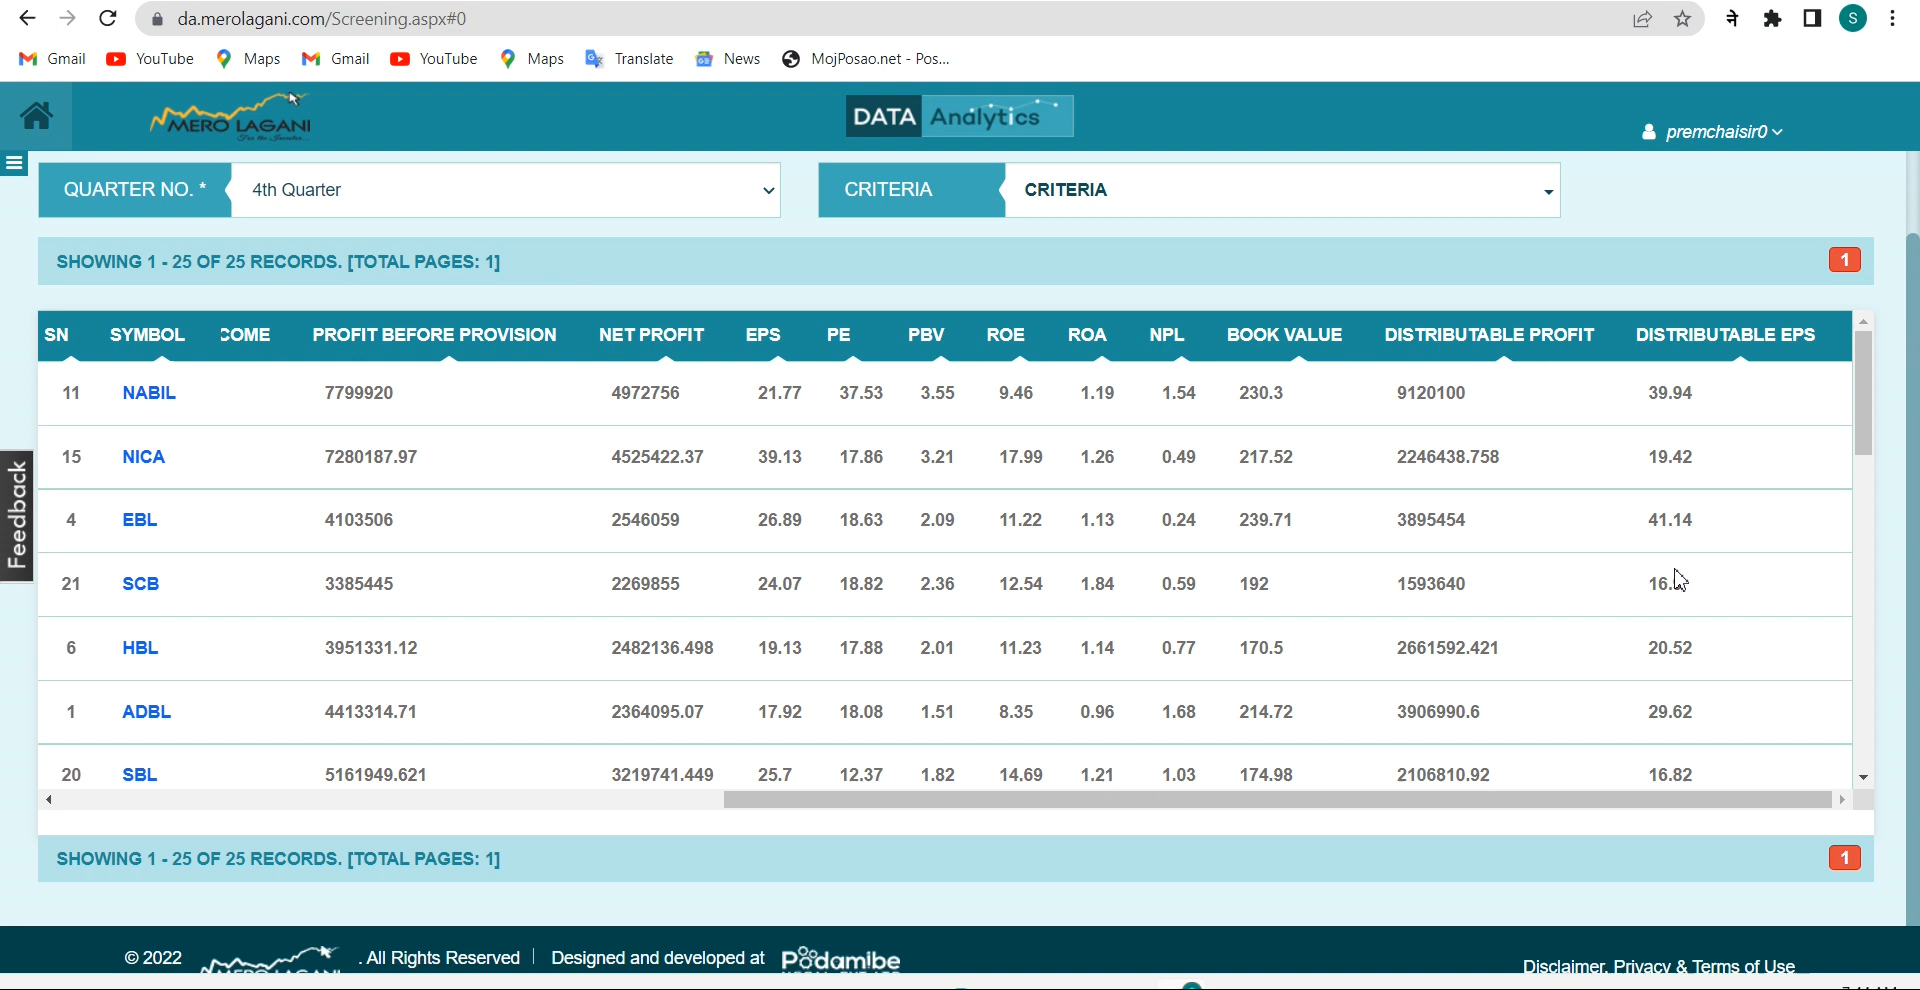 da.merolagani.com/Screening.aspx#0
ने
S
Gmail YouTube Maps Gmail YouTube Maps Translate News MojPosao.net - Pos...
MERO LAGANI
For the Investor...
DATA Analytics
premchaisir0
QUARTER NO. * 4th Quarter CRITERIA CRITERIA
SHOWING 1 - 25 OF 25 RECORDS. [TOTAL PAGES: 1] 1
SN SYMBOL COME PROFIT BEFORE PROVISION NET PROFIT EPS PE PBV ROE ROA NPL BOOK VALUE DISTRIBUTABLE PROFIT DISTRIBUTABLE EPS
11 NABIL 7799920 4972756 21.77 37.53 3.55 9.46 1.19 1.54 230.3 9120100 39.94
15 NICA 7280187.97 4525422.37 39.13 17.86 3.21 17.99 1.26 0.49 217.52 2246438.758 19.42
4 EBL 4103506 2546059 26.89 18.63 2.09 11.22 1.13 0.24 239.71 3895454 41.14
21 SCB 3385445 2269855 24.07 18.82 2.36 12.54 1.84 0.59 192 1593640
6 HBL 3951331.12 2482136.498 19.13 17.88 2.01 11.23 1.14 0.77 170.5 2661592.421 20.52
1 ADBL 4413314.71 2364095.07 17.92 18.08 1.51 8.35 0.96 1.68 214.72 3906990.6 29.62
20 SBL 5161949.621 3219741.449 25.7 12.37 1.82 14.69 1.21 1.03 174.98 2106810.92 16.82
Feedback
SHOWING 1 - 25 OF 25 RECORDS. [TOTAL PAGES: 1] 1
© 2022 . All Rights Reserved Designed and developed at Podamibe
Disclaimer, Privacy & Terms of Use